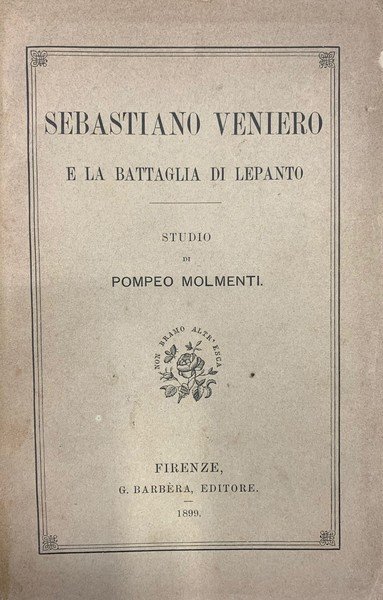 SEBASTIANO VENIERO
E LA BATTAGLIA DI LEPANTO
STUDIO
DI
POMPEO MOLMENTI.
NON BRAMO ALTR' ESCA
FIRENZE,
G. BARBÈRA, EDITORE.
1899.